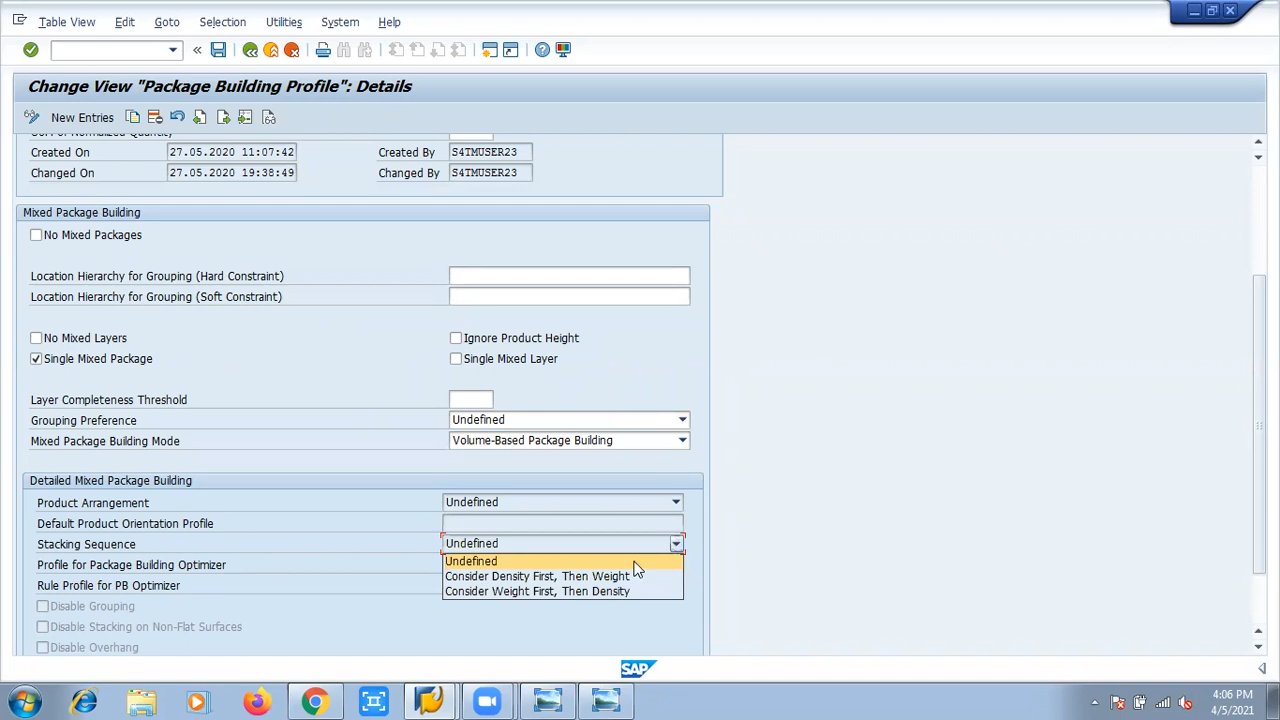 Table View Edit Goto Selection Utilities System Help
Change View "Package Building Profile": Details
New Entries
Sort of Normalized Quantity
Created On 27.05.2020 11:07:42 Created By S4TMUSER23
Changed On 27.05.2020 19:38:49 Changed By S4TMUSER23
Mixed Package Building
No Mixed Packages
Location Hierarchy for Grouping (Hard Constraint)
Location Hierarchy for Grouping (Soft Constraint)
No Mixed Layers Ignore Product Height
Single Mixed Package Single Mixed Layer
Layer Completeness Threshold
Grouping Preference Undefined
Mixed Package Building Mode Volume-Based Package Building
Detailed Mixed Package Building
Product Arrangement Undefined
Default Product Orientation Profile
Stacking Sequence Undefined
Undefined
Profile for Package Building Optimizer
Consider Density First, Then Weight
Rule Profile for PB Optimizer
Consider Weight First, Then Density
Disable Grouping
Disable Stacking on Non-Flat Surfaces
Disable Overhang
SAP
4:06 PM
4/5/2021